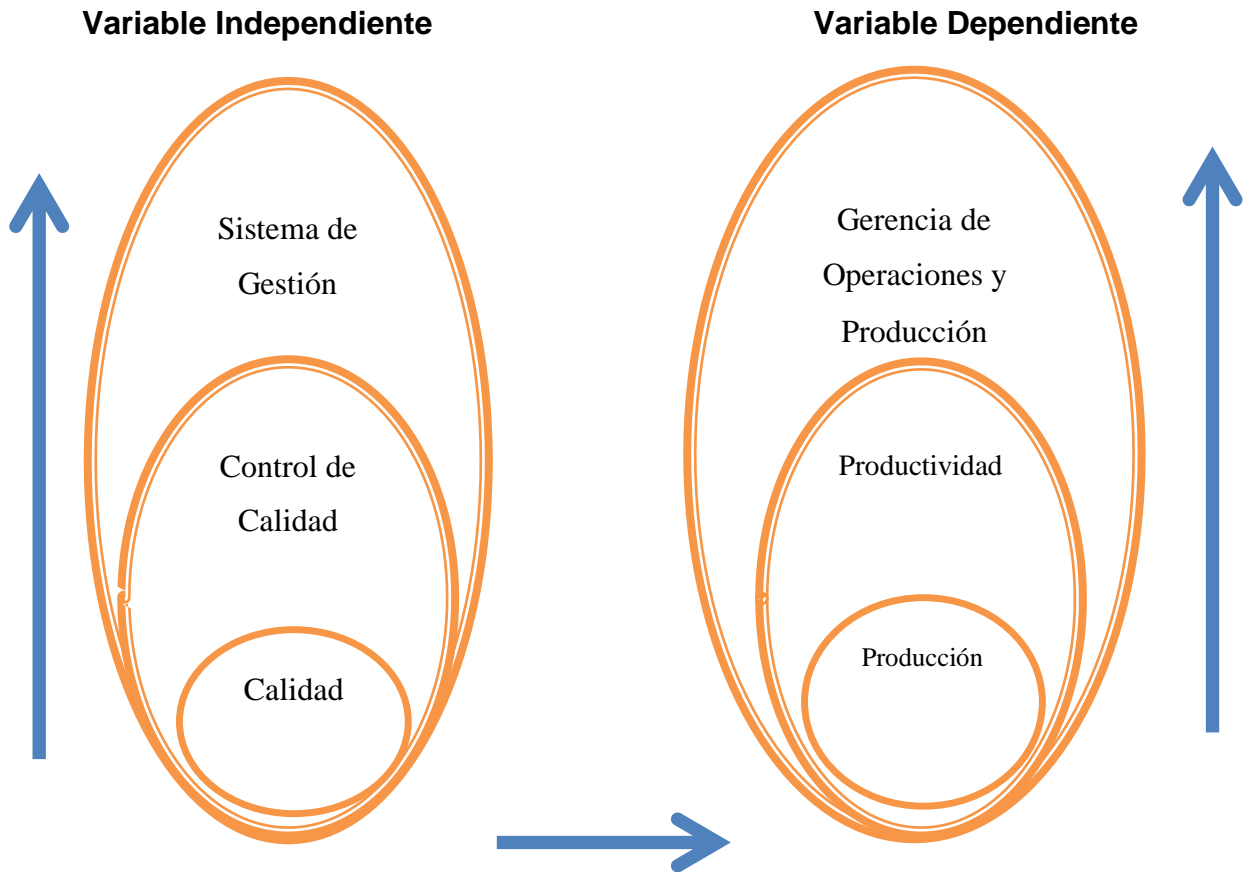 Variable Independiente
Variable Dependiente
Sistema de
Gestión
Control de
Calidad
Calidad
Gerencia de
Operaciones y
Producción
Productividad
Producción